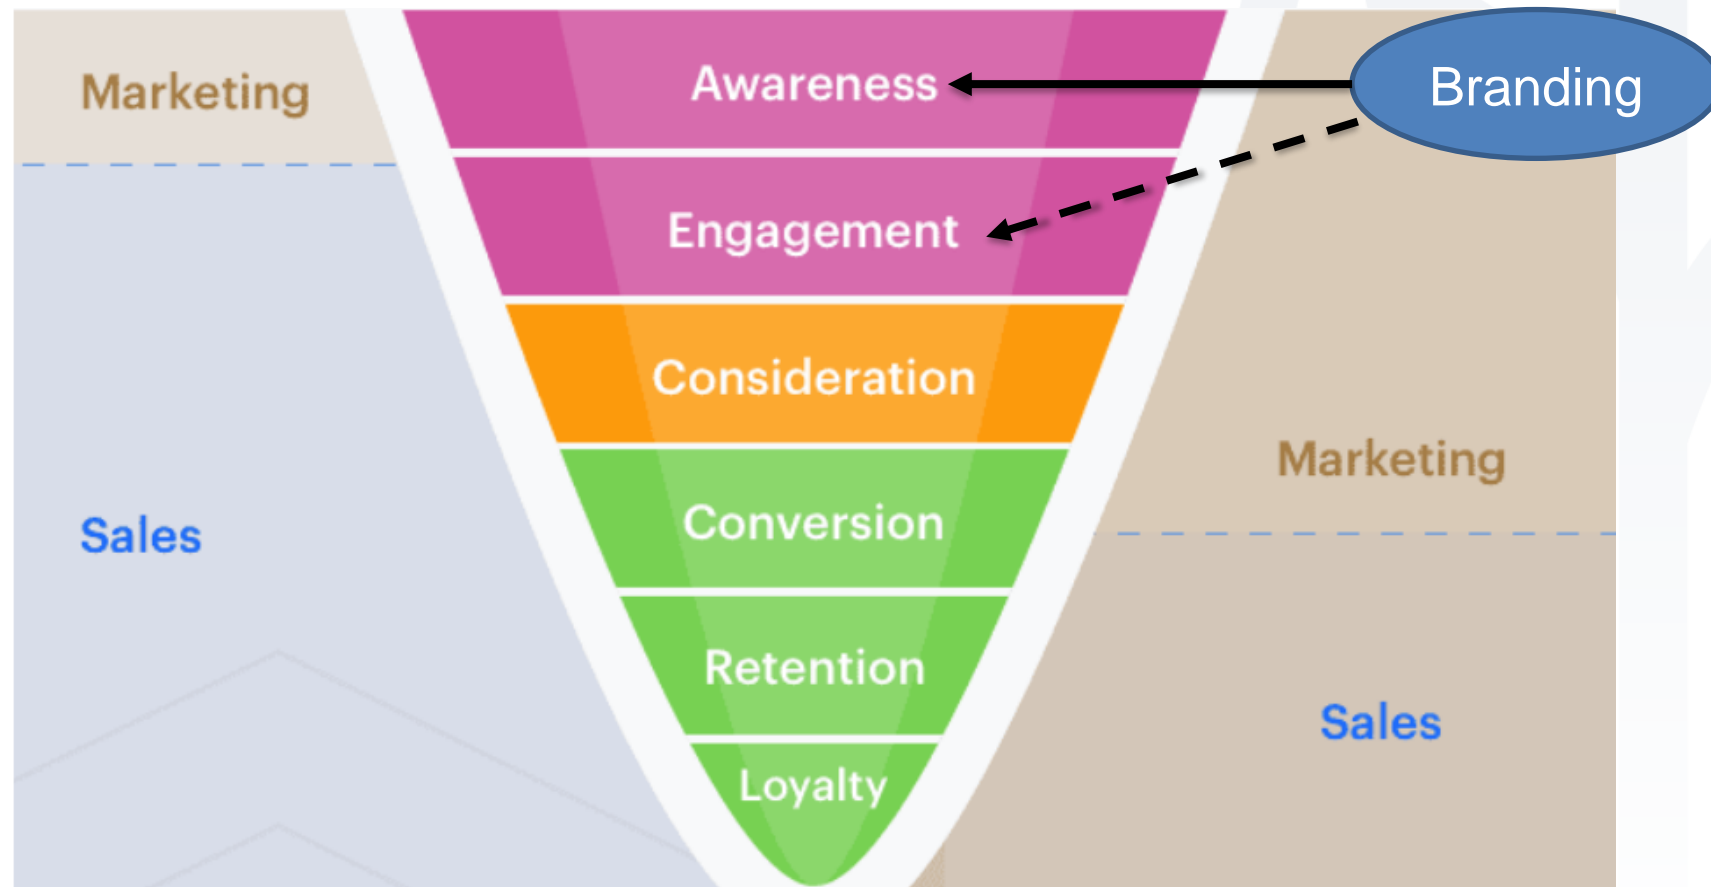 Marketing
Awareness
Branding
Engagement
Consideration
Marketing
Conversion
Sales
Retention
Sales
Loyalty